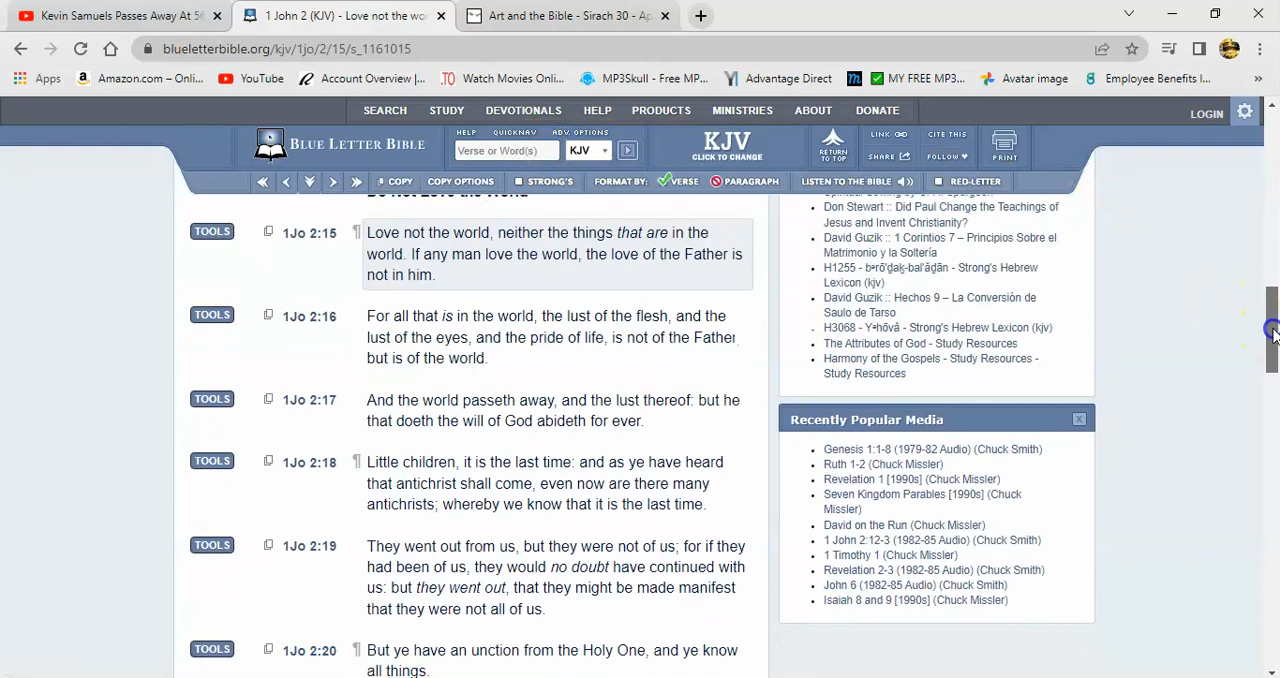 Kevin Samuels Passes Away At 56
1 John 2 (KJV) - Love not the wo
Art and the Bible - Sirach 30 - Ap
blueletterbible.org/kjv/1jo/2/15/s_1161015
Apps
Amazon.com – Onli...
YouTube
Account Overview |...
Watch Movies Onlin...
MP3Skull - Free MP...
Advantage Direct
MY FREE MP3...
Avatar image
Employee Benefits I...
SEARCH STUDY DEVOTIONALS HELP PRODUCTS MINISTRIES ABOUT DONATE
LOGIN
BLUE LETTER BIBLE
HELP QUICKNAV ADV. OPTIONS
Verse or Word(s) KJV
KJV
CLICK TO CHANGE
RETURN
TO TOP
LINK
SHARE
CITE THIS
FOLLOW
PRINT
COPY COPY OPTIONS STRONG'S FORMAT BY: VERSE PARAGRAPH LISTEN TO THE BIBLE RED-LETTER
Do Not Love the World
TOOLS 1Jo 2:15 ¶ Love not the world, neither the things that are in the
world. If any man love the world, the love of the Father is
not in him.
TOOLS 1Jo 2:16 For all that is in the world, the lust of the flesh, and the
lust of the eyes, and the pride of life, is not of the Father,
but is of the world.
TOOLS 1Jo 2:17 And the world passeth away, and the lust thereof: but he
that doeth the will of God abideth for ever.
TOOLS 1Jo 2:18 ¶ Little children, it is the last time: and as ye have heard
that antichrist shall come, even now are there many
antichrists; whereby we know that it is the last time.
TOOLS 1Jo 2:19 They went out from us, but they were not of us; for if they
had been of us, they would no doubt have continued with
us: but they went out, that they might be made manifest
that they were not all of us.
TOOLS 1Jo 2:20 ¶ But ye have an unction from the Holy One, and ye know
all things.
Don Stewart :: Did Paul Change the Teachings of
Jesus and Invent Christianity?
David Guzik :: 1 Corintios 7 – Principios Sobre el
Matrimonio y la Soltería
H1255 - bᵊrō'ḏaḵ-bal'ăḏān - Strong's Hebrew
Lexicon (kjv)
David Guzik :: Hechos 9 – La Conversión de
Saulo de Tarso
H3068 - Yᵊhōvâ - Strong's Hebrew Lexicon (kjv)
The Attributes of God - Study Resources
Harmony of the Gospels - Study Resources -
Study Resources
Recently Popular Media
Genesis 1:1-8 (1979-82 Audio) (Chuck Smith)
Ruth 1-2 (Chuck Missler)
Revelation 1 [1990s] (Chuck Missler)
Seven Kingdom Parables [1990s] (Chuck
Missler)
David on the Run (Chuck Missler)
1 John 2:12-3 (1982-85 Audio) (Chuck Smith)
1 Timothy 1 (Chuck Missler)
Revelation 2-3 (1982-85 Audio) (Chuck Smith)
John 6 (1982-85 Audio) (Chuck Smith)
Isaiah 8 and 9 [1990s] (Chuck Missler)